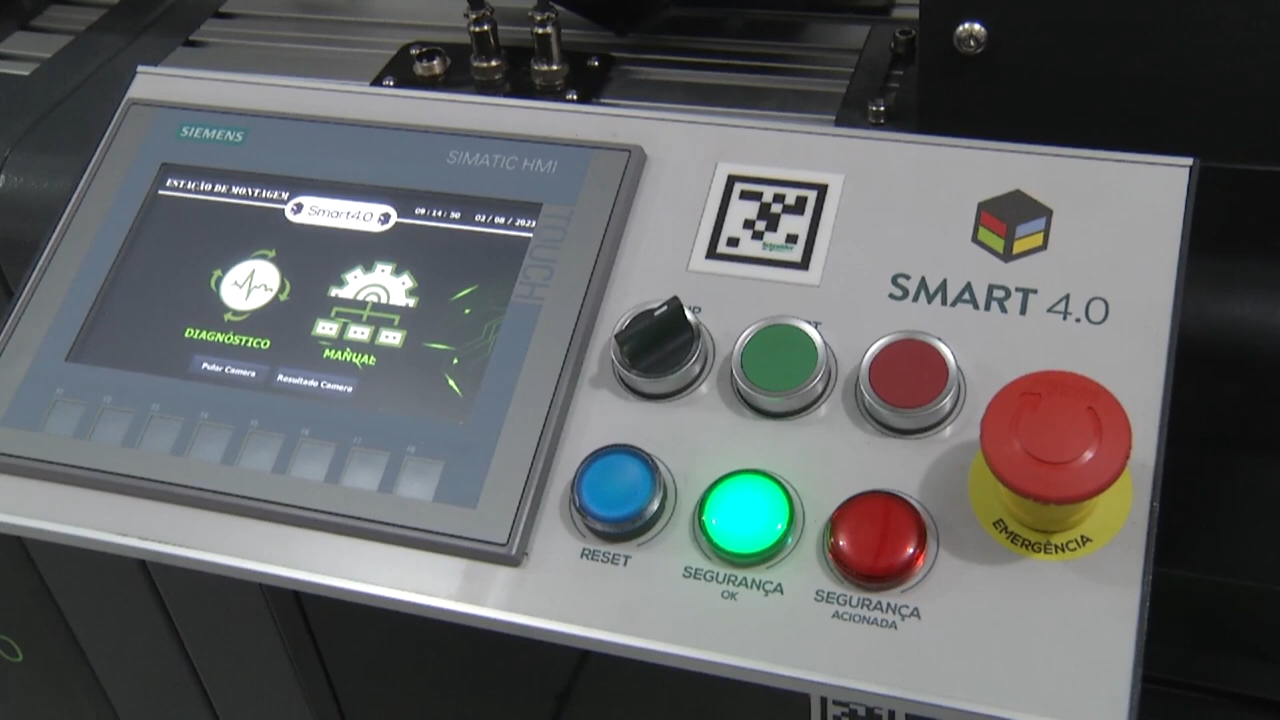 SIEMENS
SIMATIC HMI
TOUCH
ESTAÇÃO DE MONTAGEM
Smart4.0
09:14:50
02/08/2023
DIAGNÓSTICO
MANUAL
Pular Camera
Resultado Camera
SMART 4.0
RESET
SEGURANÇA
OK
SEGURANÇA
ACIONADA
EMERGÊNCIA